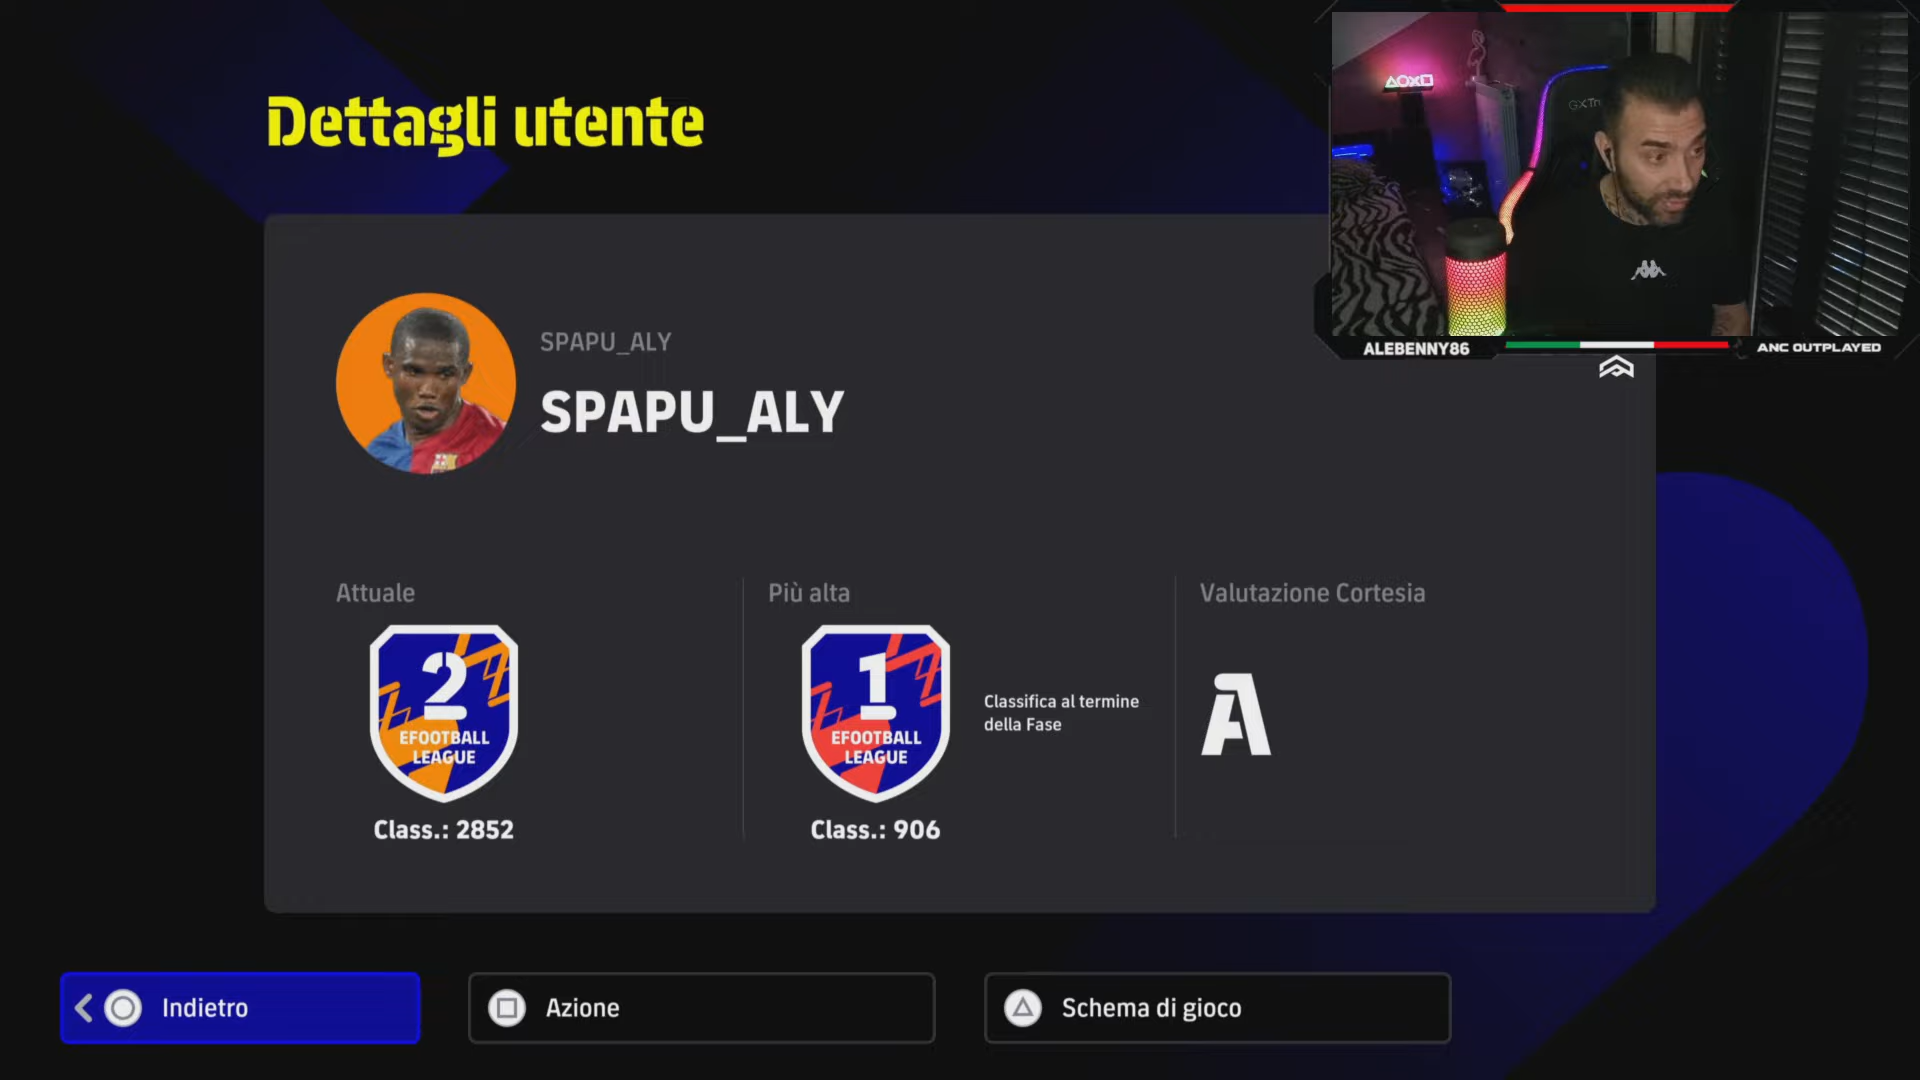 Dettagli utente
GXTr
ALEBENNY86
ANC OUTPLAYED
SPAPU_ALY
SPAPU_ALY
Attuale
2
EFOOTBALL
LEAGUE
Class.: 2852
Più alta
1
EFOOTBALL
LEAGUE
Class.: 906
Classifica al termine
della Fase
Valutazione Cortesia
A
Indietro
Azione
Schema di gioco